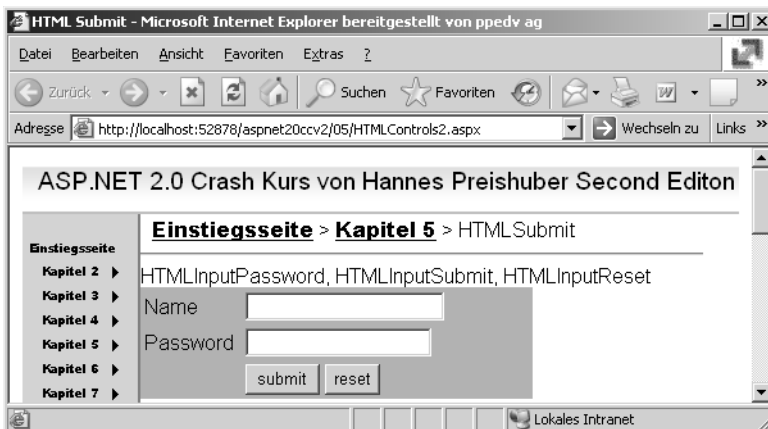 HTML Submit - Microsoft Internet Explorer bereitgestellt von ppedv ag
Datei Bearbeiten Ansicht Favoriten Extras ?
Zurück Suchen Favoriten W »
Adresse http://localhost:52878/aspnet20ccv2/05/HTMLControls2.aspx Wechseln zu Links »
ASP.NET 2.0 Crash Kurs von Hannes Preishuber Second Editon
Einstiegsseite > Kapitel 5 > HTMLSubmit
Einstiegsseite
Kapitel 2
Kapitel 3
Kapitel 4
Kapitel 5
Kapitel 6
Kapitel 7
HTMLInputPassword, HTMLInputSubmit, HTMLInputReset
Name
Password
submit reset
Lokales Intranet